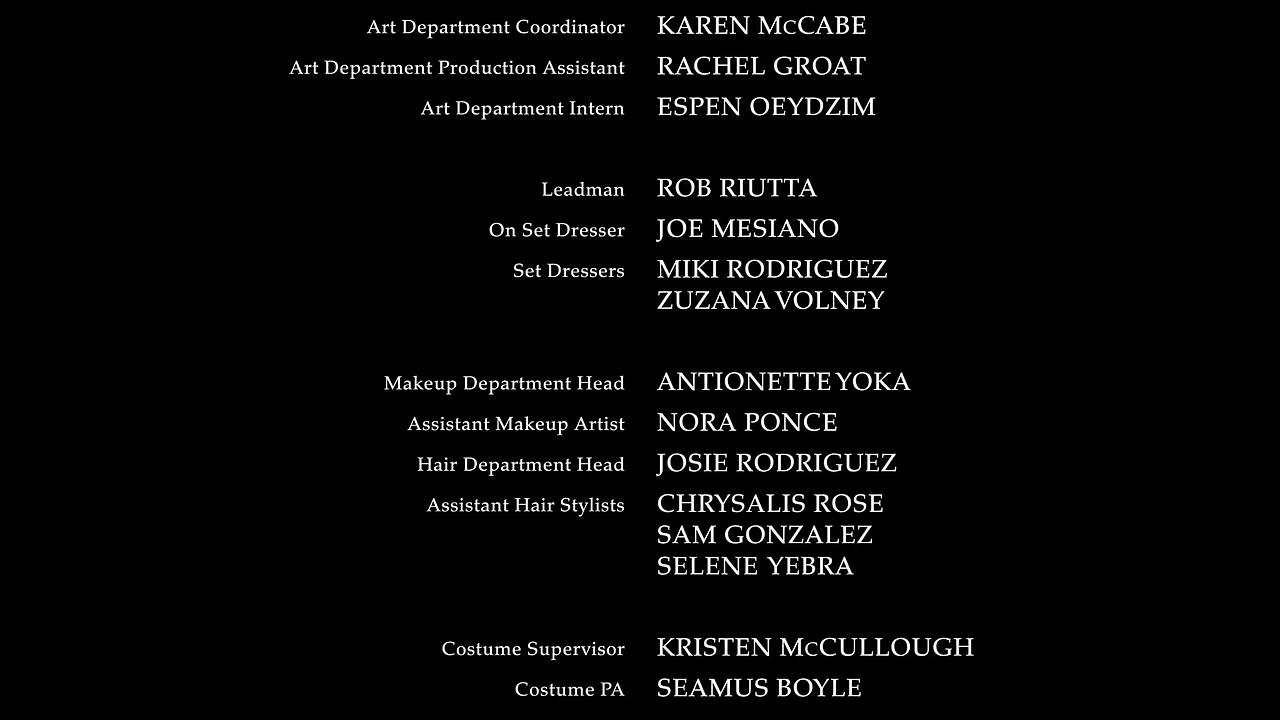 Art Department Coordinator KAREN McCABE
Art Department Production Assistant RACHEL GROAT
Art Department Intern ESPEN OEYDZIM
Leadman ROB RIUTTA
On Set Dresser JOE MESIANO
Set Dressers MIKI RODRIGUEZ
ZUZANA VOLNEY
Makeup Department Head ANTIONETTE YOKA
Assistant Makeup Artist NORA PONCE
Hair Department Head JOSIE RODRIGUEZ
Assistant Hair Stylists CHRYSALIS ROSE
SAM GONZALEZ
SELENE YEBRA
Costume Supervisor KRISTEN McCULLOUGH
Costume PA SEAMUS BOYLE